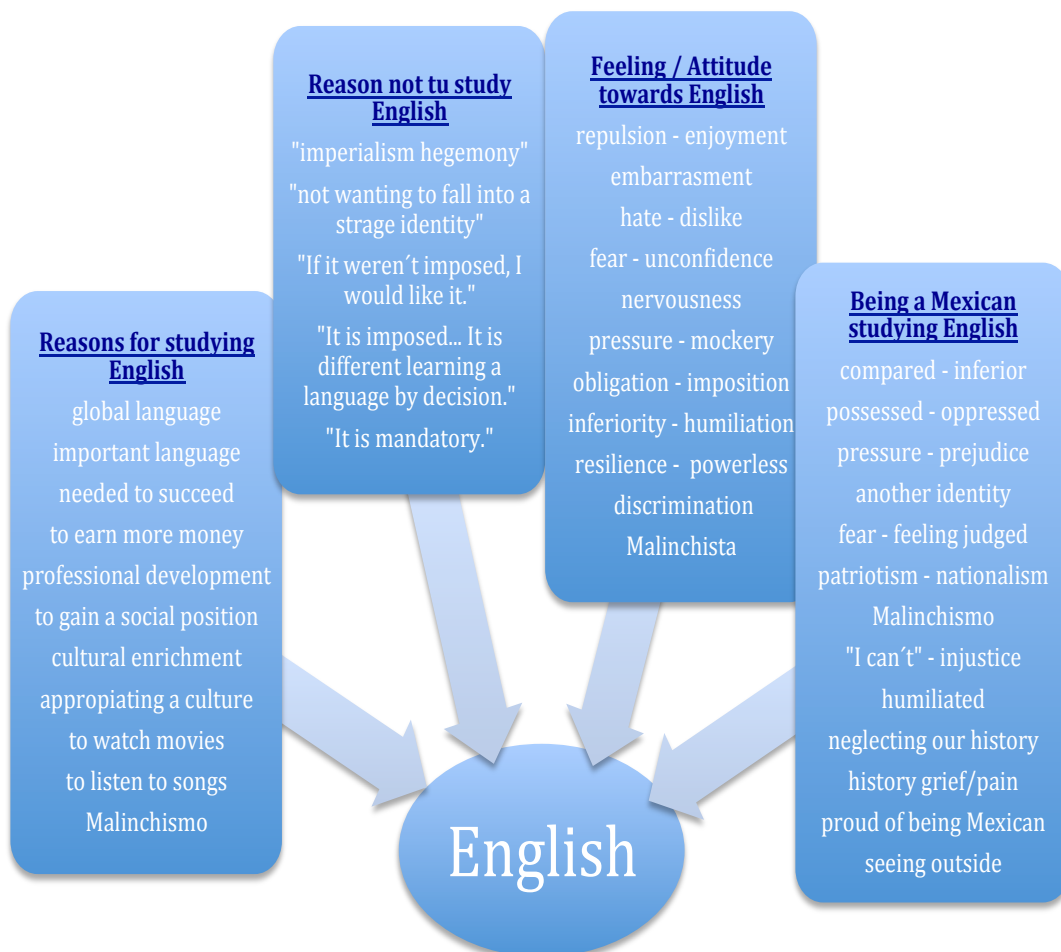 Reasons for studying
English
global language
important language
needed to succeed
to earn more money
professional development
to gain a social position
cultural enrichment
appropiating a culture
to watch movies
to listen to songs
Malinchismo
Reason not tu study
English
"imperialism hegemony"
"not wanting to fall into a
strage identity"
"If it weren´t imposed, I
would like it."
"It is imposed... It is
different learning a
language by decision."
"It is mandatory."
Feeling / Attitude
towards English
repulsion - enjoyment
embarrasment
hate - dislike
fear - unconfidence
nervousness
pressure - mockery
obligation - imposition
inferiority - humiliation
resilience -  powerless
discrimination
Malinchista
Being a Mexican
studying English
compared - inferior
possessed - oppressed
pressure - prejudice
another identity
fear - feeling judged
patriotism - nationalism
Malinchismo
"I can´t" - injustice
humiliated
neglecting our history
history grief/pain
proud of being Mexican
seeing outside
English